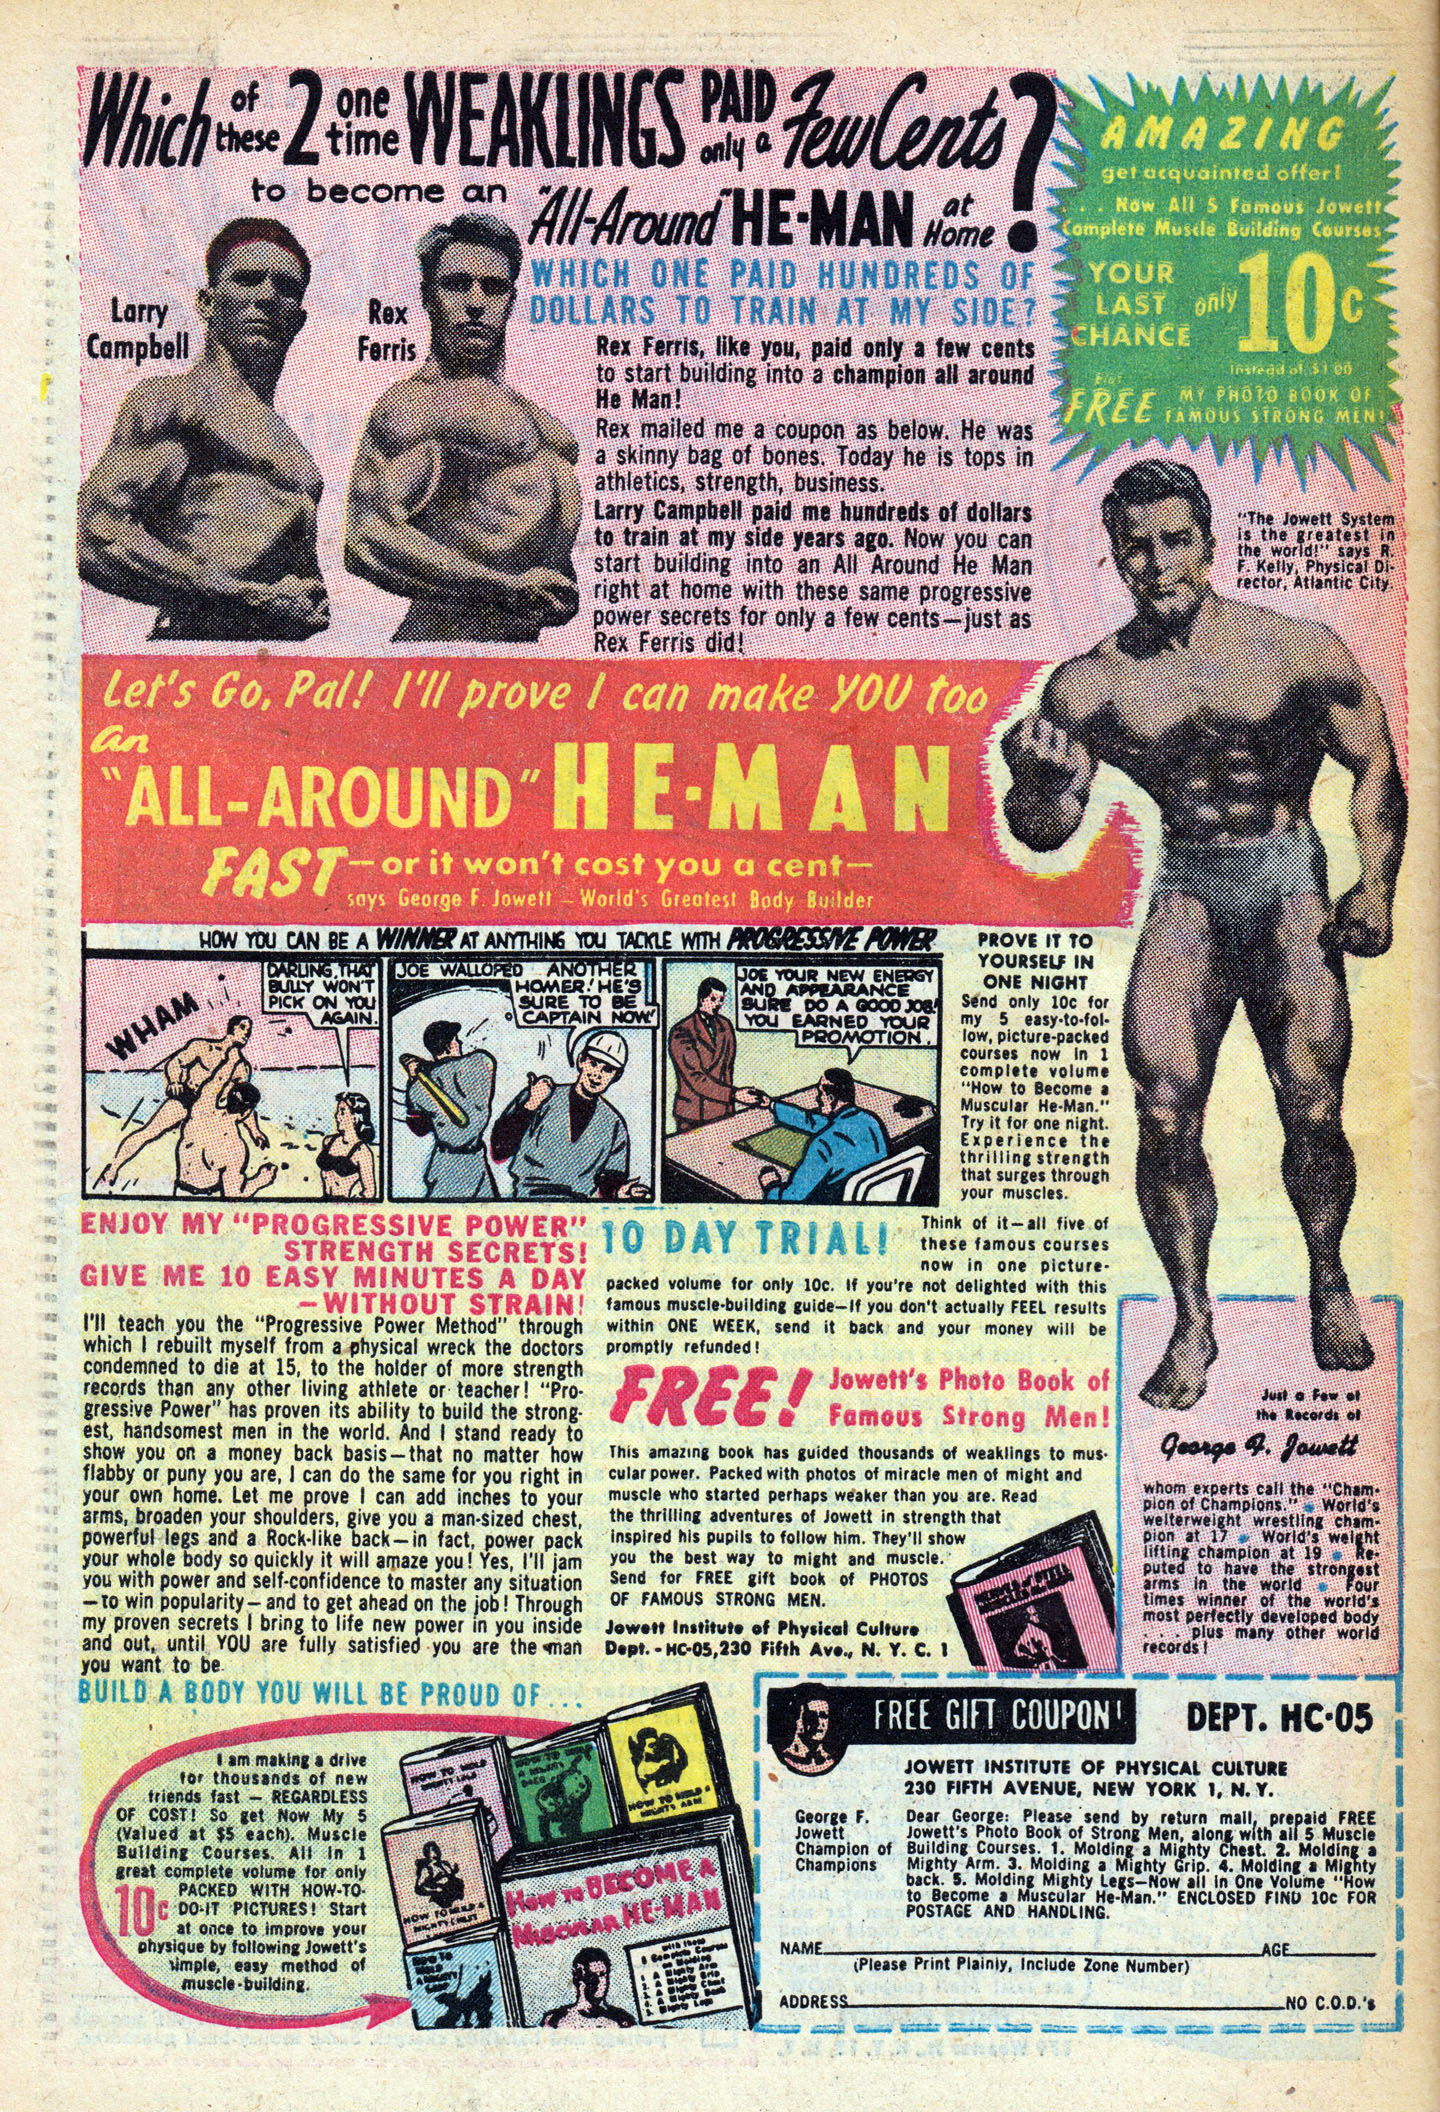 Which of these 2 one time WEAKLINGS PAID only a Few Cents
to become an "All-Around" HE-MAN at Home?
Larry
Campbell
Rex
Ferris
WHICH ONE PAID HUNDREDS OF
DOLLARS TO TRAIN AT MY SIDE?
Rex Ferris, like you, paid only a few cents
to start building into a champion all around
He Man!
Rex mailed me a coupon as below. He was
a skinny bag of bones. Today he is tops in
athletics, strength, business.
Larry Campbell paid me hundreds of dollars
to train at my side years ago. Now you can
start building into an All Around He Man
right at home with these same progressive
power secrets for only a few cents—just as
Rex Ferris did!
AMAZING
get acquainted offer!
. . . Now All 5 Famous Jowett
Complete Muscle Building Courses
YOUR
LAST
CHANCE
only 10c
instead of $1.00
FREE
MY PHOTO BOOK OF
FAMOUS STRONG MEN!
"The Jowett System
is the greatest in
the world!" says R.
F. Kelly, Physical Di-
rector, Atlantic City.
Let's Go, Pal! I'll prove I can make YOU too
an
"ALL-AROUND" HE-MAN
FAST—or it won't cost you a cent—
says George F. Jowett — World's Greatest Body Builder
HOW YOU CAN BE A WINNER AT ANYTHING YOU TACKLE WITH PROGRESSIVE POWER
WHAM
DARLING, THAT
BULLY WON'T
PICK ON YOU
AGAIN.
JOE WALLOPED ANOTHER
HOMER! HE'S
SURE TO BE
CAPTAIN NOW!
JOE YOUR NEW ENERGY
AND APPEARANCE
SURE DO A GOOD JOB!
YOU EARNED YOUR
PROMOTION.
PROVE IT TO
YOURSELF IN
ONE NIGHT
Send only 10c for
my 5 easy-to-fol-
low, picture-packed
courses now in 1
complete volume
"How to Become a
Muscular He-Man."
Try it for one night.
Experience the
thrilling strength
that surges through
your muscles.
ENJOY MY "PROGRESSIVE POWER"
STRENGTH SECRETS!
GIVE ME 10 EASY MINUTES A DAY
—WITHOUT STRAIN!
I'll teach you the "Progressive Power Method" through
which I rebuilt myself from a physical wreck the doctors
condemned to die at 15, to the holder of more strength
records than any other living athlete or teacher! "Pro-
gressive Power" has proven its ability to build the strong-
est, handsomest men in the world. And I stand ready to
show you on a money back basis—that no matter how
flabby or puny you are, I can do the same for you right in
your own home. Let me prove I can add inches to your
arms, broaden your shoulders, give you a man-sized chest,
powerful legs and a Rock-like back—in fact, power pack
your whole body so quickly it will amaze you! Yes, I'll jam
you with power and self-confidence to master any situation
—to win popularity—and to get ahead on the job! Through
my proven secrets I bring to life new power in you inside
and out, until YOU are fully satisfied you are the man
you want to be.
10 DAY TRIAL!
Think of it—all five of
these famous courses
now in one picture-
packed volume for only 10c. If you're not delighted with this
famous muscle-building guide—If you don't actually FEEL results
within ONE WEEK, send it back and your money will be
promptly refunded!
FREE! Jowett's Photo Book of
Famous Strong Men!
This amazing book has guided thousands of weaklings to mus-
cular power. Packed with photos of miracle men of might and
muscle who started perhaps weaker than you are. Read
the thrilling adventures of Jowett in strength that
inspired his pupils to follow him. They'll show
you the best way to might and muscle.
Send for FREE gift book of PHOTOS
OF FAMOUS STRONG MEN.
Jowett Institute of Physical Culture
Dept. - HC-05, 230 Fifth Ave., N. Y. C. 1
Just a Few of
the Records of
George F. Jowett
whom experts call the "Cham-
pion of Champions." • World's
welterweight wrestling cham-
pion at 17 • World's weight
lifting champion at 19 • Re-
puted to have the strongest
arms in the world • Four
times winner of the world's
most perfectly developed body
. . . . plus many other world
records!
BUILD A BODY YOU WILL BE PROUD OF . . .
I am making a drive
for thousands of new
friends fast — REGARDLESS
OF COST! So get Now My 5
(Valued at $5 each). Muscle
Building Courses. All in 1
great complete volume for only
10c PACKED WITH HOW-TO-
DO-IT PICTURES! Start
at once to improve your
physique by following Jowett's
simple, easy method of
muscle-building.
HOW TO BUILD A
MIGHTY ARM
HOW TO BUILD A
MIGHTY CHEST
HOW TO BECOME A
MUSCULAR HE-MAN
with these
5 Complete Courses
on Molding
1. A Mighty Arm
2. A Mighty Grip
3. A Mighty Chest
4. A Mighty Back
5. Mighty Legs
FREE GIFT COUPON!
DEPT. HC-05
JOWETT INSTITUTE OF PHYSICAL CULTURE
230 FIFTH AVENUE, NEW YORK 1, N. Y.
George F.
Jowett
Champion of
Champions
Dear George: Please send by return mail, prepaid FREE
Jowett's Photo Book of Strong Men, along with all 5 Muscle
Building Courses. 1. Molding a Mighty Chest. 2. Molding a
Mighty Arm. 3. Molding a Mighty Grip. 4. Molding a Mighty
back. 5. Molding Mighty Legs—Now all in One Volume "How
to Become a Muscular He-Man." ENCLOSED FIND 10c FOR
POSTAGE AND HANDLING.
NAME AGE
(Please Print Plainly, Include Zone Number)
ADDRESS NO C.O.D.'s